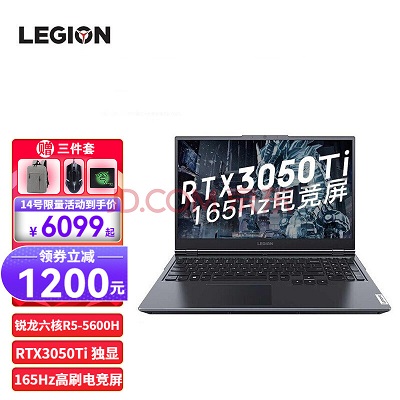 LEGION
赠 三件套
RTX3050Ti
165Hz电竞屏
14号限量活动到手价
¥6099起
JD.COM
领券立减
1200元
LEGION
锐龙六核R5-5600H
RTX3050Ti 独显
165Hz高刷电竞屏